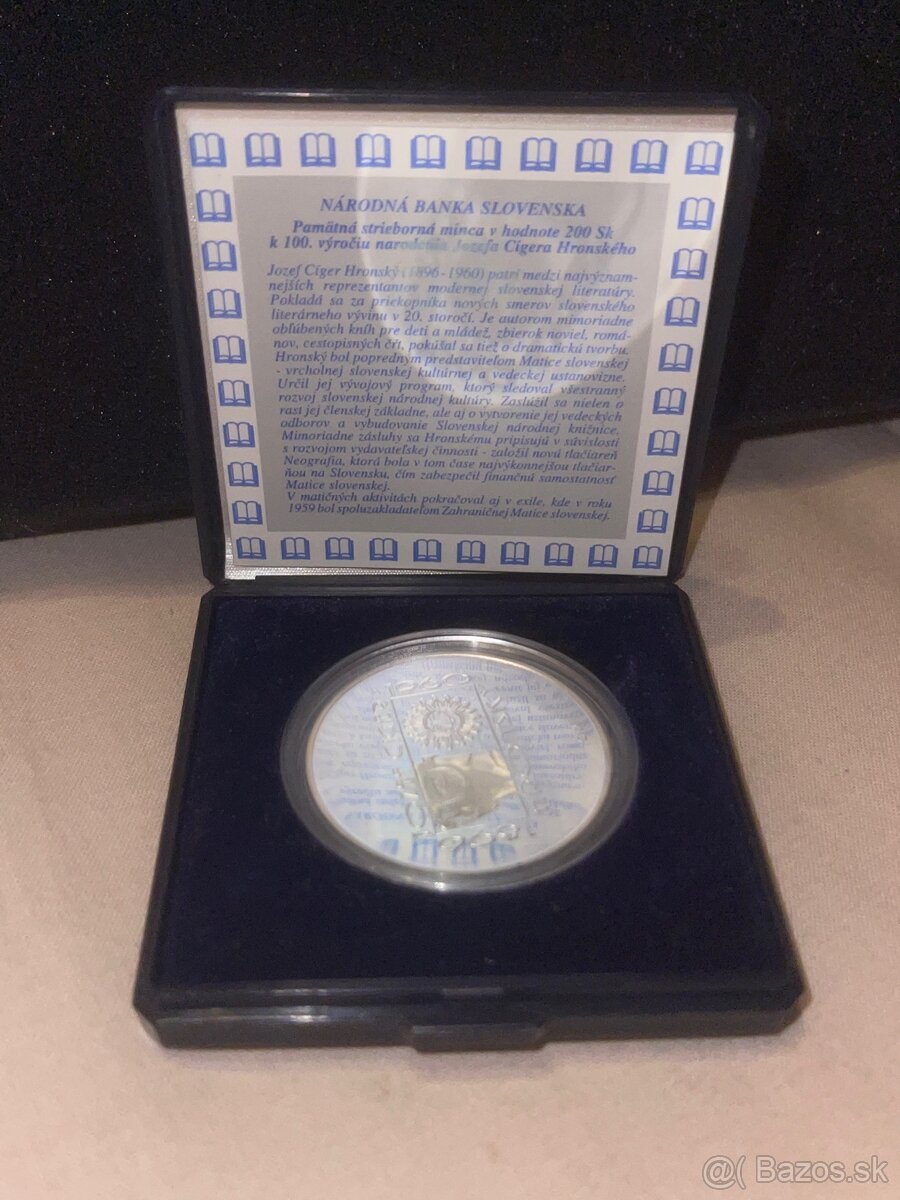 NÁRODNÁ BANKA SLOVENSKA
Pamätná strieborná minca v hodnote 200 Sk
k 100. výročiu narodenia Jozefa Cígera Hronského
Jozef Cíger Hronský (1896-1960) patrí medzi najvýznam-
nejších reprezentantov modernej slovenskej literatúry.
Pokladá sa za priekopníka nových smerov slovenského
literárneho vývinu v 20. storočí. Je autorom mimoriadne
obľúbených kníh pre deti a mládež, zbierok noviel, romá-
nov, cestopisných čŕt, pokúšal sa tiež o dramatickú tvorbu.
Hronský bol popredným predstaviteľom Matice slovenskej
- vrcholnej slovenskej kultúrnej a vedeckej ustanovizne.
Určil jej vývojový program, ktorý sledoval všestranný
rozvoj slovenskej národnej kultúry. Zaslúžil sa nielen o
rast jej členskej základne, ale aj o vytvorenie jej vedeckých
odborov a vybudovanie Slovenskej národnej knižnice.
Mimoriadne zásluhy sa Hronskému pripisujú v súvislosti
s rozvojom vydavateľskej činnosti - založil novú tlačiareň
Neografia, ktorá bola v tom čase najvýkonnejšou tlačiar-
ňou na Slovensku, čím zabezpečil finančnú samostatnosť
Matice slovenskej.
V matičných aktivitách pokračoval aj v exile, kde v roku
1959 bol spoluzakladateľom Zahraničnej Matice slovenskej.
1960
@( Bazos.sk